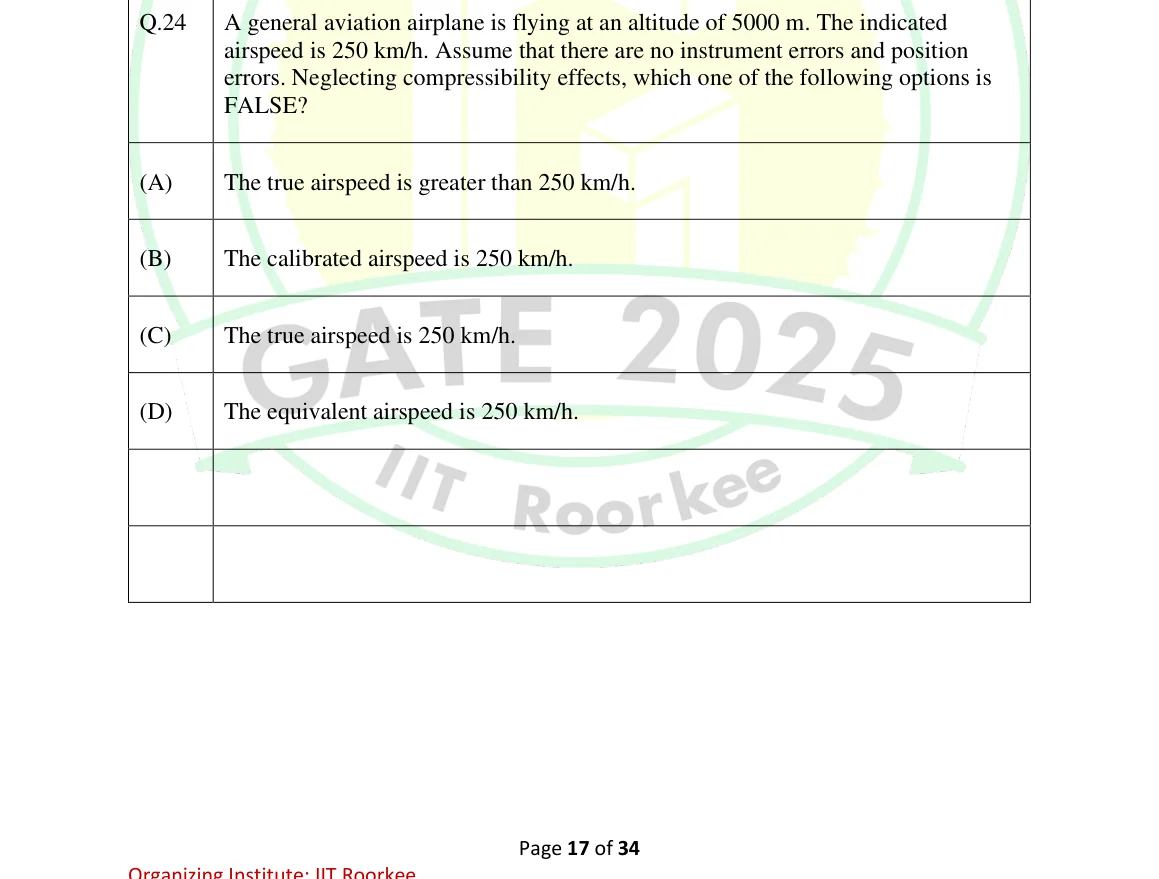 Q.24 A general aviation airplane is flying at an altitude of 5000 m. The indicated
airspeed is 250 km/h. Assume that there are no instrument errors and position
errors. Neglecting compressibility effects, which one of the following options is
FALSE?
(A) The true airspeed is greater than 250 km/h.
(B) The calibrated airspeed is 250 km/h.
(C) The true airspeed is 250 km/h.
(D) The equivalent airspeed is 250 km/h.
GATE 2025
IIT Roorkee
Page 17 of 34
Organizing Institute: IIT Roorkee